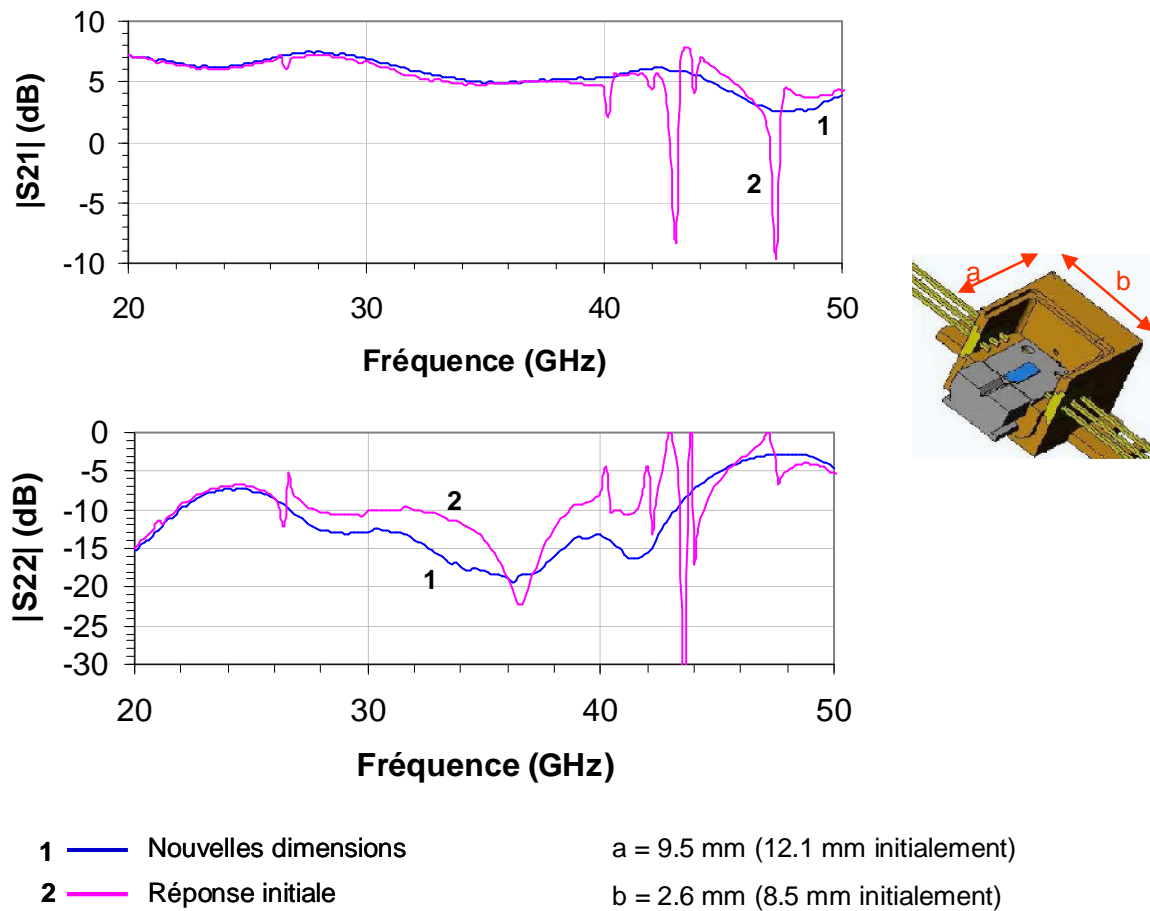 |S21| (dB)
10
5
0
-5
-10
1
2
20 30 40 50
Fréquence (GHz)
a
b
|S22| (dB)
0
-5
-10
-15
-20
-25
-30
2
1
20 30 40 50
Fréquence (GHz)
1 Nouvelles dimensions a = 9.5 mm (12.1 mm initialement)
2 Réponse initiale b = 2.6 mm (8.5 mm initialement)